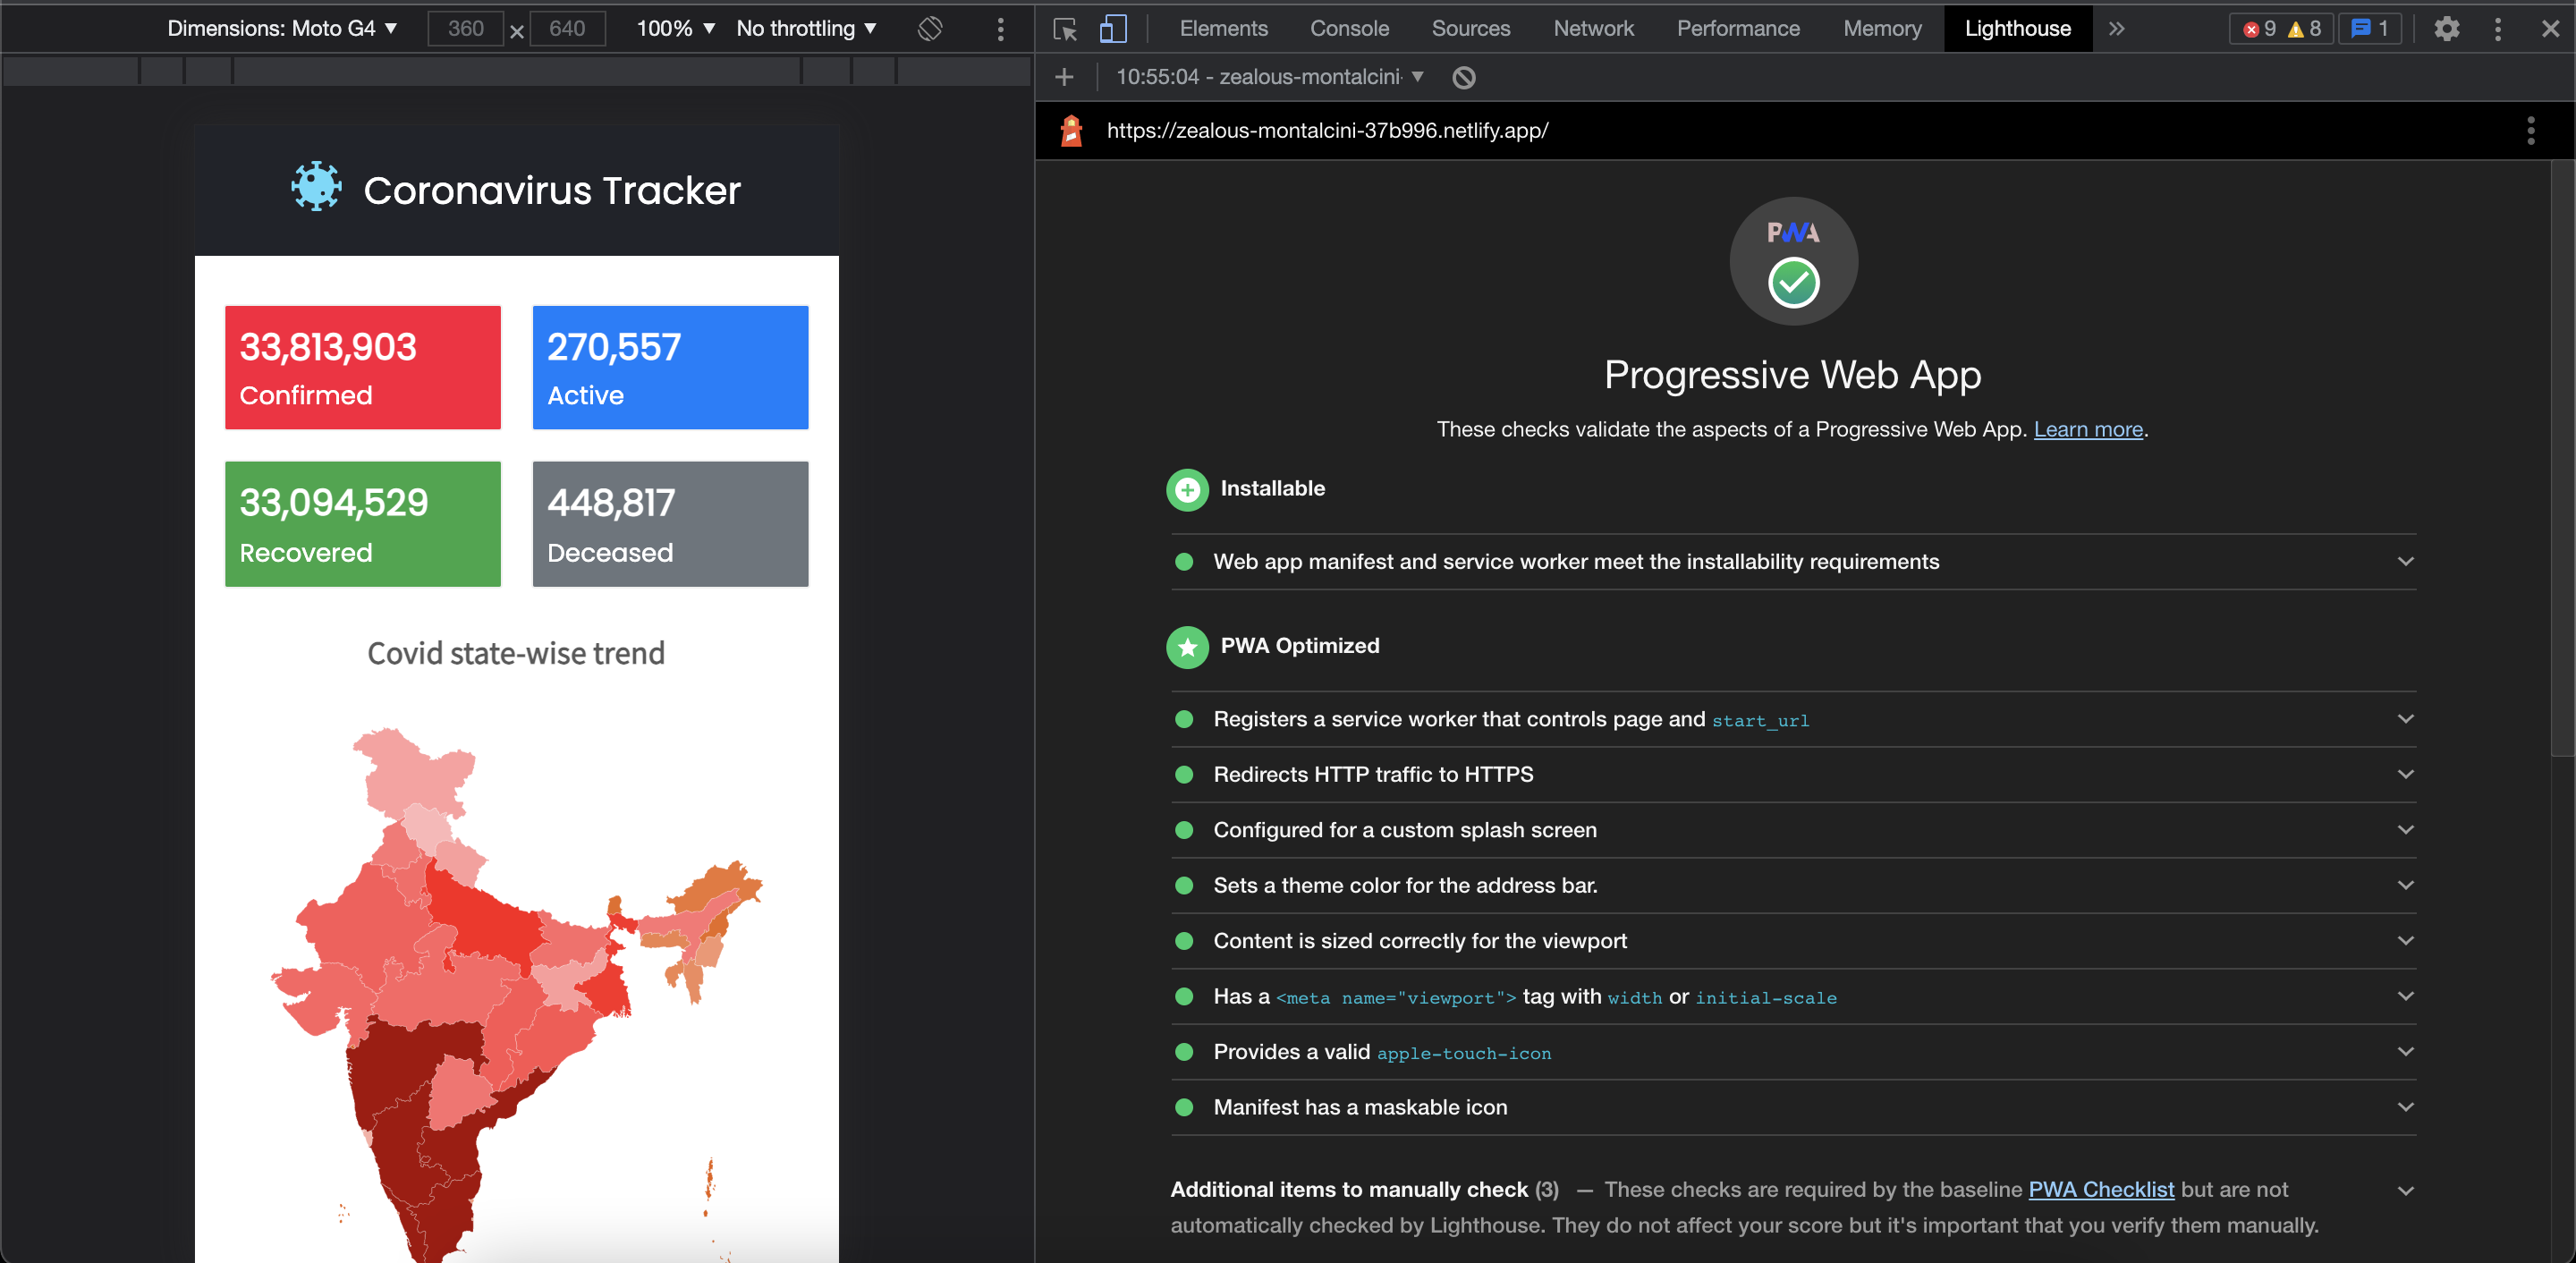 Dimensions: Moto G4 ▼ 360 × 640 100% ▼ No throttling ▼
Elements Console Sources Network Performance Memory Lighthouse » 9 8 1
+ 10:55:04 - zealous-montalcini- ▼
https://zealous-montalcini-37b996.netlify.app/
Coronavirus Tracker
33,813,903
Confirmed
270,557
Active
33,094,529
Recovered
448,817
Deceased
Covid state-wise trend
PWA
Progressive Web App
These checks validate the aspects of a Progressive Web App. Learn more.
Installable
Web app manifest and service worker meet the installability requirements
PWA Optimized
Registers a service worker that controls page and start_url
Redirects HTTP traffic to HTTPS
Configured for a custom splash screen
Sets a theme color for the address bar.
Content is sized correctly for the viewport
Has a <meta name="viewport"> tag with width or initial-scale
Provides a valid apple-touch-icon
Manifest has a maskable icon
Additional items to manually check (3) — These checks are required by the baseline PWA Checklist but are not
automatically checked by Lighthouse. They do not affect your score but it's important that you verify them manually.